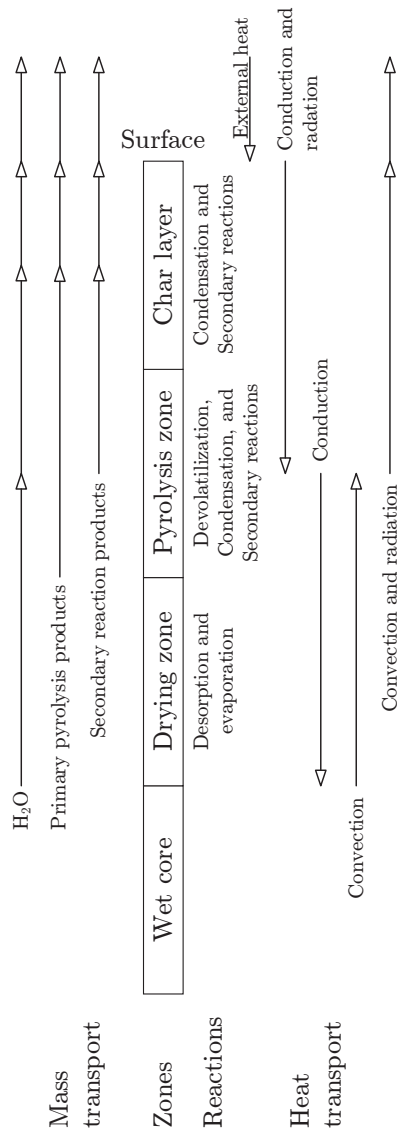 Mass
transport
H₂O
Primary pyrolysis products
Secondary reaction products
Zones
Wet core
Drying zone
Pyrolysis zone
Char layer
Surface
Reactions
Desorption and
evaporation
Devolatilization,
Condensation, and
Secondary reactions
Condensation and
Secondary reactions
Heat
transport
External heat
Conduction and
radation
Conduction
Convection
Convection and radiation